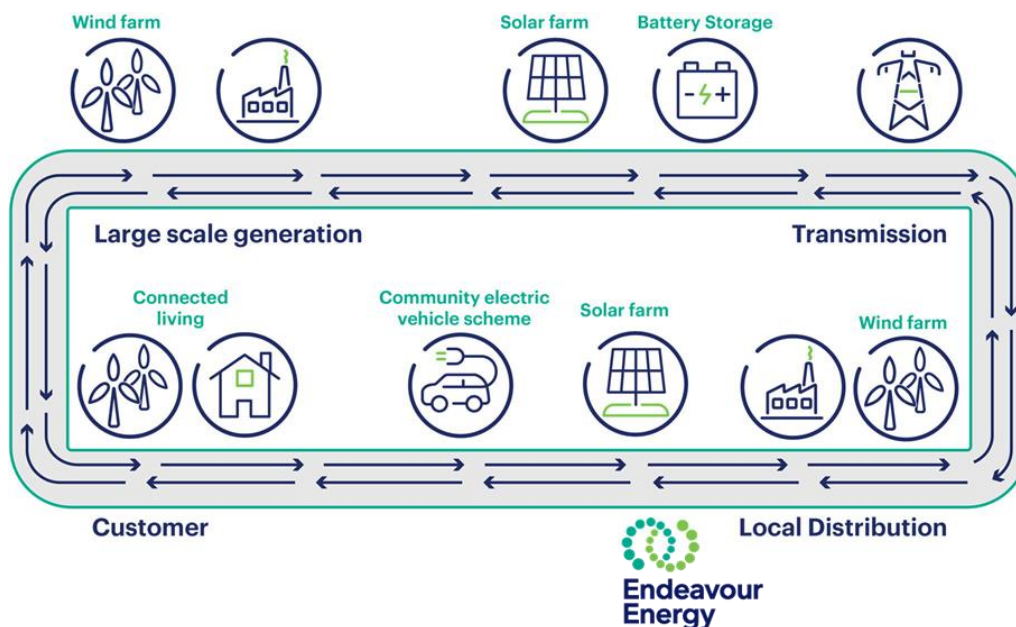 Wind farm
Solar farm
Battery Storage
Large scale generation
Transmission
Connected
living
Community electric
vehicle scheme
Solar farm
Wind farm
Customer
Local Distribution
Endeavour
Energy